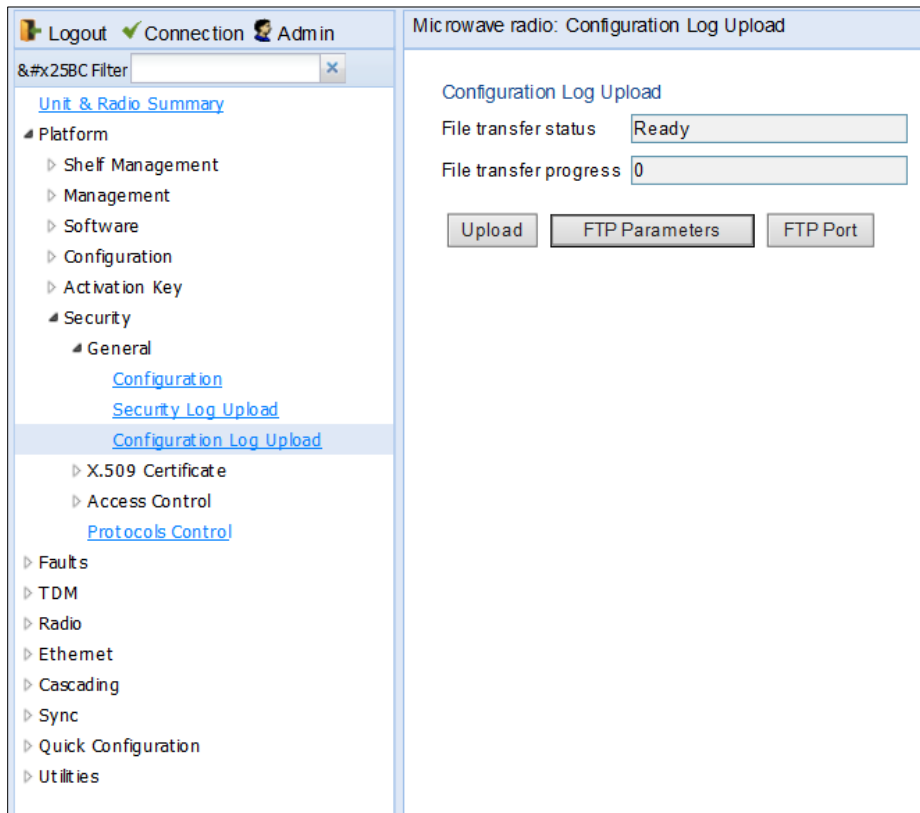 Logout Connection Admin
&#x25BC Filter
Unit & Radio Summary
Platform
Shelf Management
Management
Software
Configuration
Activation Key
Security
General
Configuration
Security Log Upload
Configuration Log Upload
X.509 Certificate
Access Control
Protocols Control
Faults
TDM
Radio
Ethernet
Cascading
Sync
Quick Configuration
Utilities
Microwave radio: Configuration Log Upload
Configuration Log Upload
File transfer status Ready
File transfer progress 0
Upload FTP Parameters FTP Port